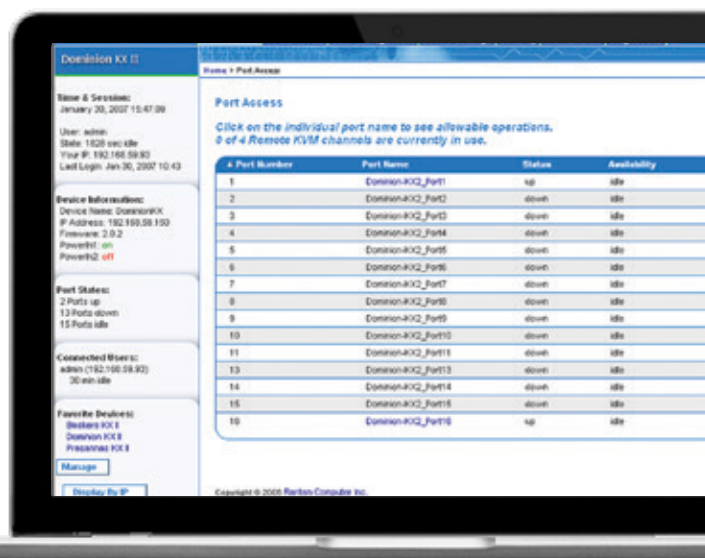 Dominion KX II
Home > Port Access
Time & Session:
January 30, 2007 15:47:09
User: admin
State: 1828 sec idle
Your IP: 192.168.59.93
Last Login: Jan 30, 2007 10:43
Device Information:
Device Name: DominionKX
IP Address: 192.168.59.150
Firmware: 2.0.2
PowerIn1: on
PowerIn2: off
Port States:
2 Ports up
13 Ports down
15 Ports idle
Connected Users:
admin (192.168.59.93)
30 min idle
Favorite Devices:
Dominion KX II
Manage
Display By IP
Port Access
Click on the individual port name to see allowable operations.
0 of 4 Remote KVM channels are currently in use.
Port Number Port Name Status Availability
1 Dominion-KX2_Port1 up idle
2 Dominion-KX2_Port2 down idle
3 Dominion-KX2_Port3 down idle
4 Dominion-KX2_Port4 down idle
5 Dominion-KX2_Port5 down idle
6 Dominion-KX2_Port6 down idle
7 Dominion-KX2_Port7 down idle
8 Dominion-KX2_Port8 down idle
9 Dominion-KX2_Port9 down idle
10 Dominion-KX2_Port10 down idle
11 Dominion-KX2_Port11 down idle
13 Dominion-KX2_Port13 down idle
14 Dominion-KX2_Port14 down idle
15 Dominion-KX2_Port15 down idle
16 Dominion-KX2_Port16 up idle
Raritan Computer Inc.